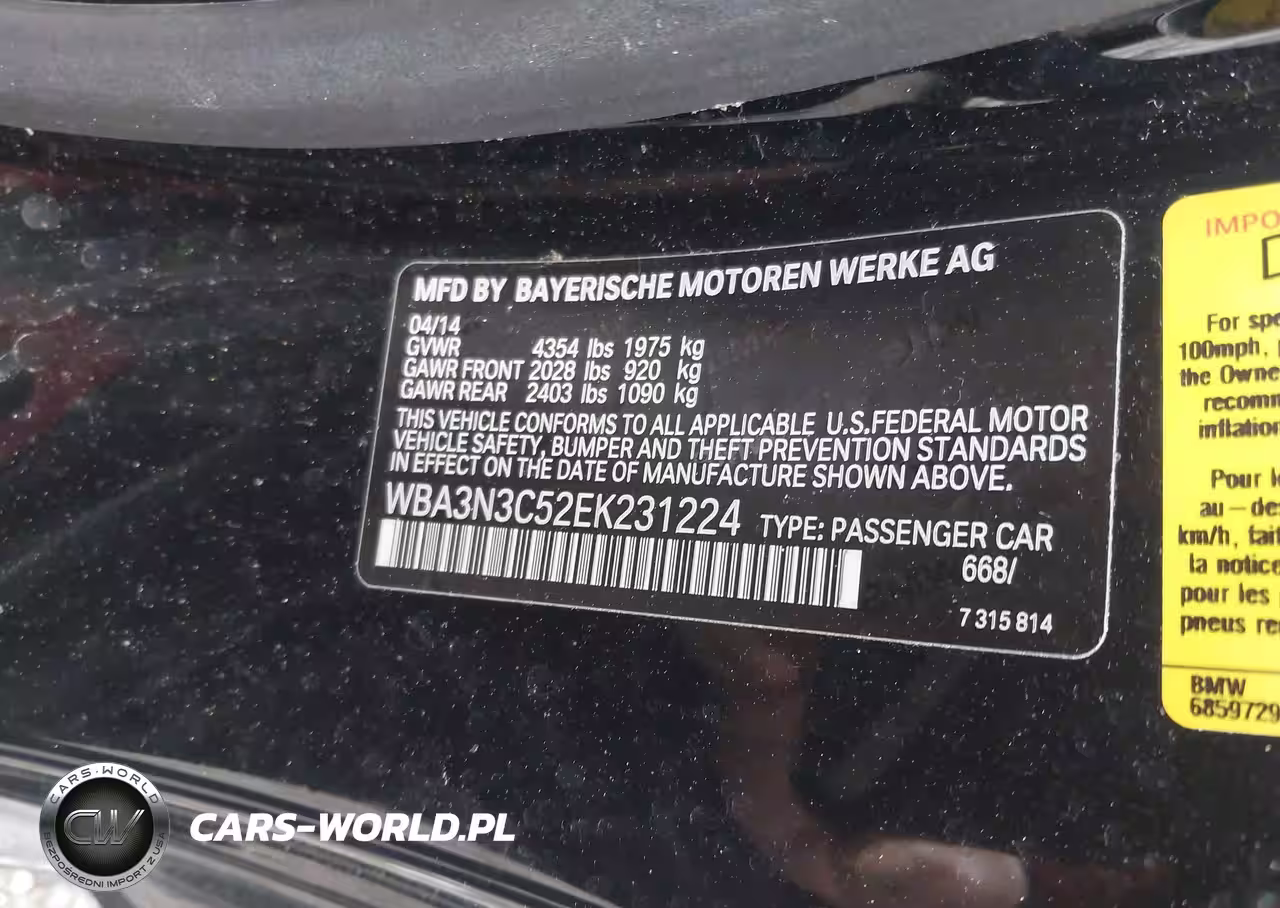 MFD BY BAYERISCHE MOTOREN WERKE AG
04/14
GVWR 4354 lbs 1975 kg
GAWR FRONT 2028 lbs 920 kg
GAWR REAR 2403 lbs 1090 kg
THIS VEHICLE CONFORMS TO ALL APPLICABLE U.S.FEDERAL MOTOR
VEHICLE SAFETY, BUMPER AND THEFT PREVENTION STANDARDS
IN EFFECT ON THE DATE OF MANUFACTURE SHOWN ABOVE.
WBA3N3C52EK231224 TYPE: PASSENGER CAR
668/
7 315 814
IMPO
For spe
100mph,
the Owne
recomm
inflation
Pour l
au-des
km/h, fait
la notice
pour les
pneus re
BMW
6859729
CARS-WORLD
CW
BEZPOŚREDNI IMPORT Z USA
CARS-WORLD.PL